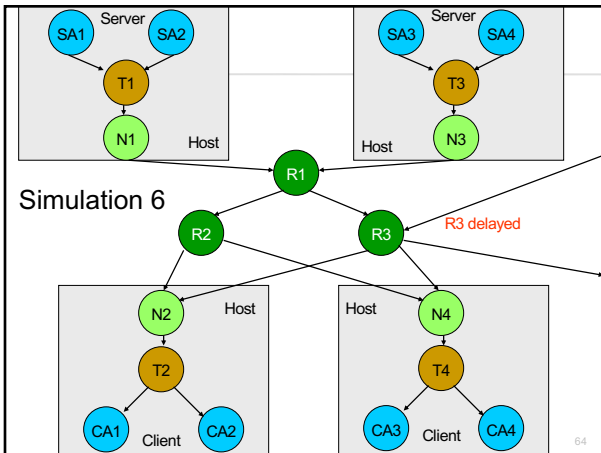 Server
Server
SA1
SA2
SA3
SA4
T1
T3
N1
N3
Host
Host
R1
Simulation 6
R2
R3
R3 delayed
N2
Host
Host
N4
T2
T4
CA1
CA2
CA3
CA4
Client
Client
64